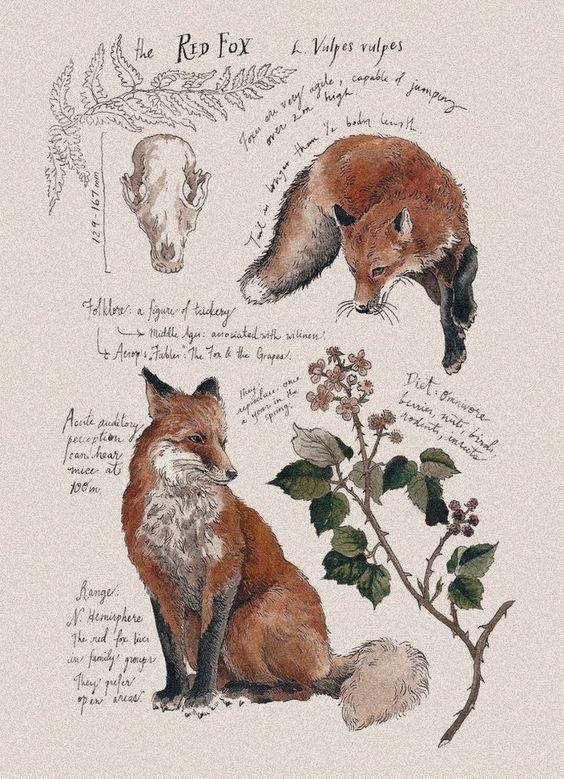 the RED FOX L. Vulpes vulpes
Foxes are very agile, capable of jumping
over 2m high.
Tail is longer than ½ body length
129-167 mm
Folklore: a figure of trickery
Middle Ages: associated with wiliness
Aesop's "Fables": The Fox & the Grapes.
They
reproduce once
a year in the
spring.
Diet: Omnivore
berries, nuts, birds,
rodents, insects
Acute auditory
perception
(can hear
mice at
100m
Range:
N. Hemisphere
The red fox lives
in family groups
They prefer
open areas.